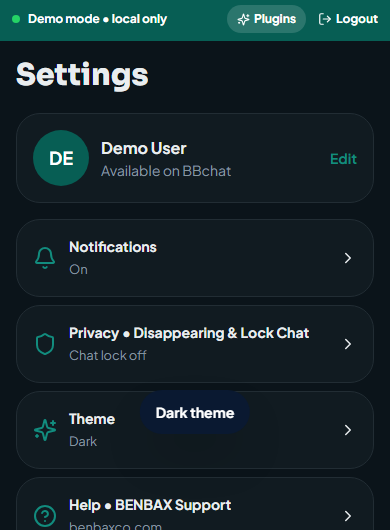 Demo mode • local only
Plugins
Logout
Settings
DE
Demo User
Available on BBchat
Edit
Notifications
On
Privacy • Disappearing & Lock Chat
Chat lock off
Theme
Dark
Dark theme
Help • BENBAX Support
benbaxco.com